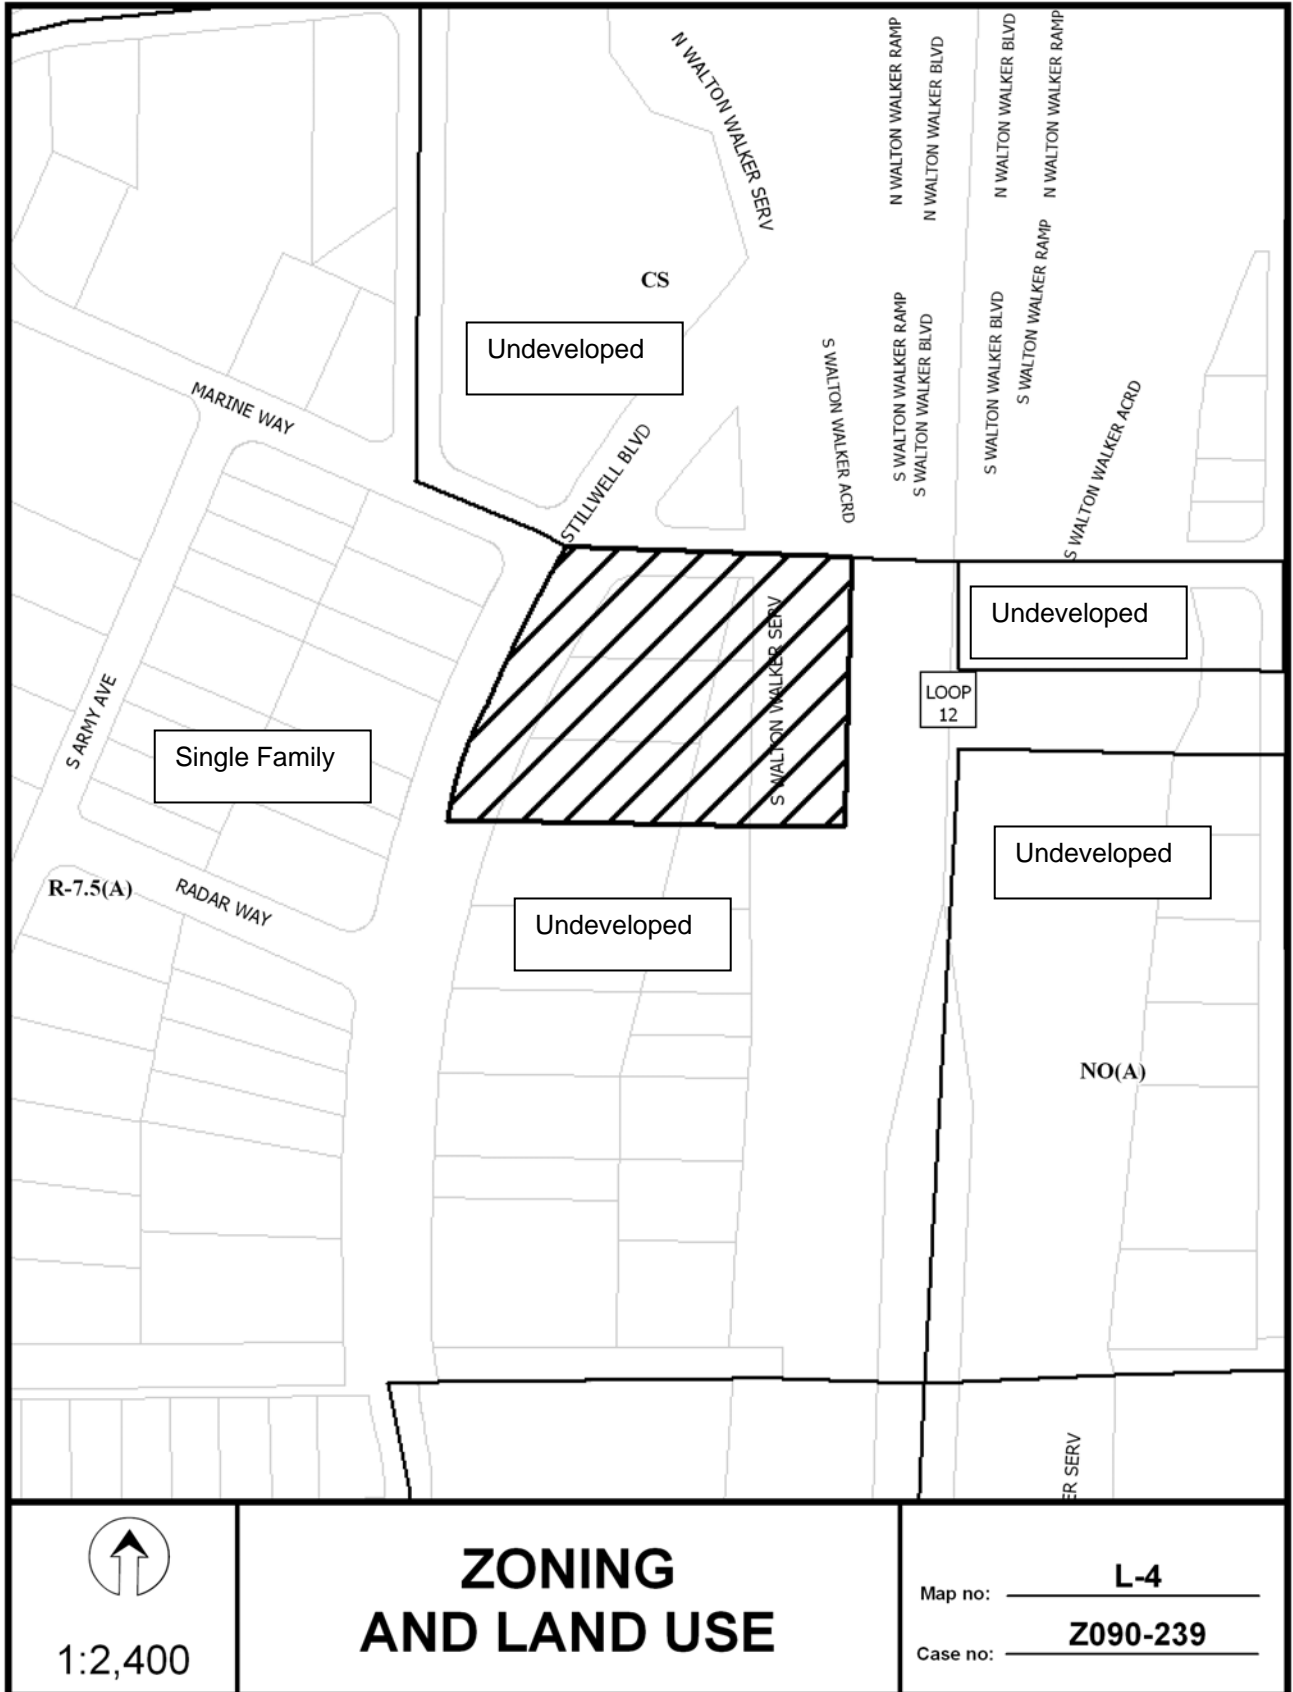 N WALTON WALKER SERV
N WALTON WALKER RAMP
N WALTON WALKER BLVD
N WALTON WALKER BLVD
N WALTON WALKER RAMP
CS
Undeveloped
S WALTON WALKER ACRD
S WALTON WALKER RAMP
S WALTON WALKER BLVD
S WALTON WALKER BLVD
S WALTON WALKER RAMP
S WALTON WALKER ACRD
MARINE WAY
STILLWELL BLVD
S WALTON WALKER SERV
Undeveloped
LOOP
12
S ARMY AVE
Single Family
Undeveloped
R-7.5(A)
RADAR WAY
Undeveloped
NO(A)
ER SERV
1:2,400
ZONING
AND LAND USE
Map no: L-4
Case no: Z090-239